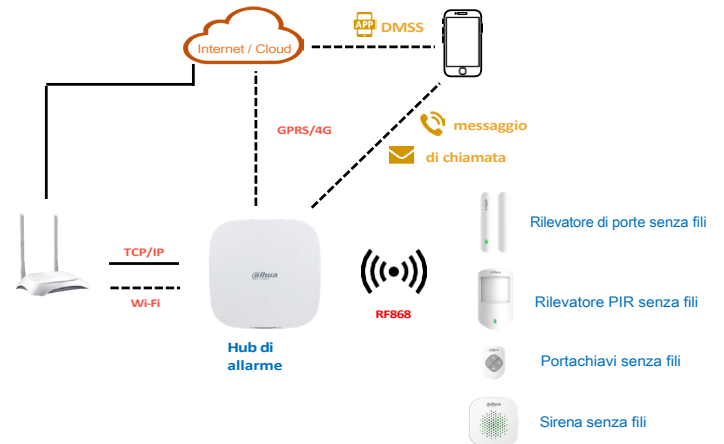 APP DMSS
Internet / Cloud
GPRS/4G
messaggio
di chiamata
Rilevatore di porte senza fili
TCP/IP
alhua
Wi-Fi
RF868
Rilevatore PIR senza fili
Hub di
allarme
Portachiavi senza fili
Sirena senza fili